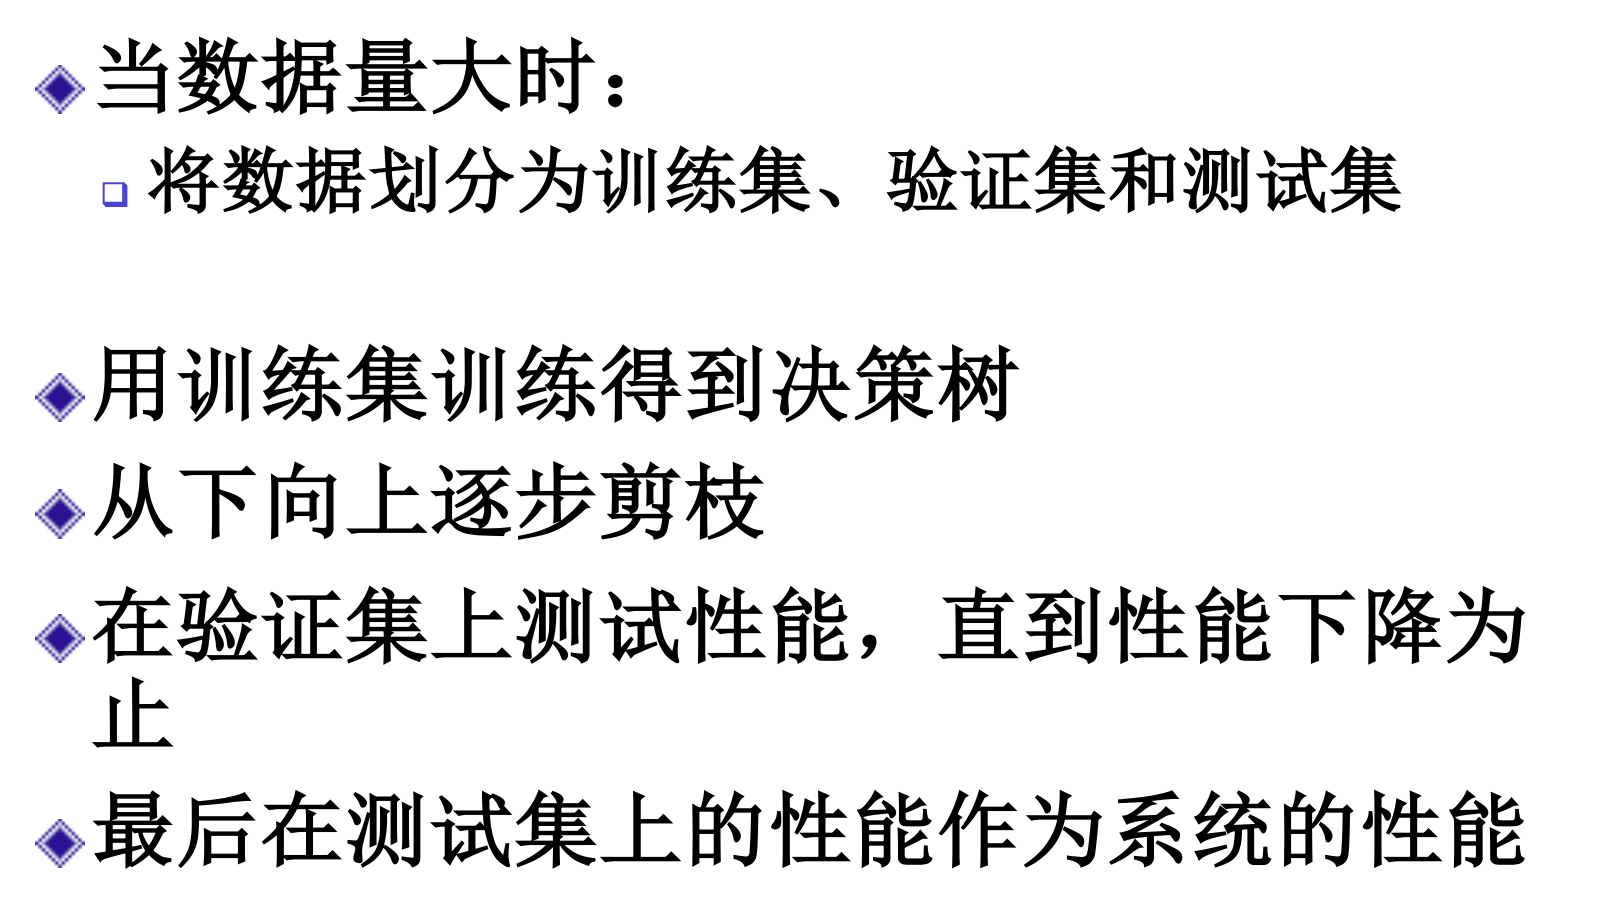 当数据量大时：
将数据划分为训练集、验证集和测试集
用训练集训练得到决策树
从下向上逐步剪枝
在验证集上测试性能，直到性能下降为
止
最后在测试集上的性能作为系统的性能